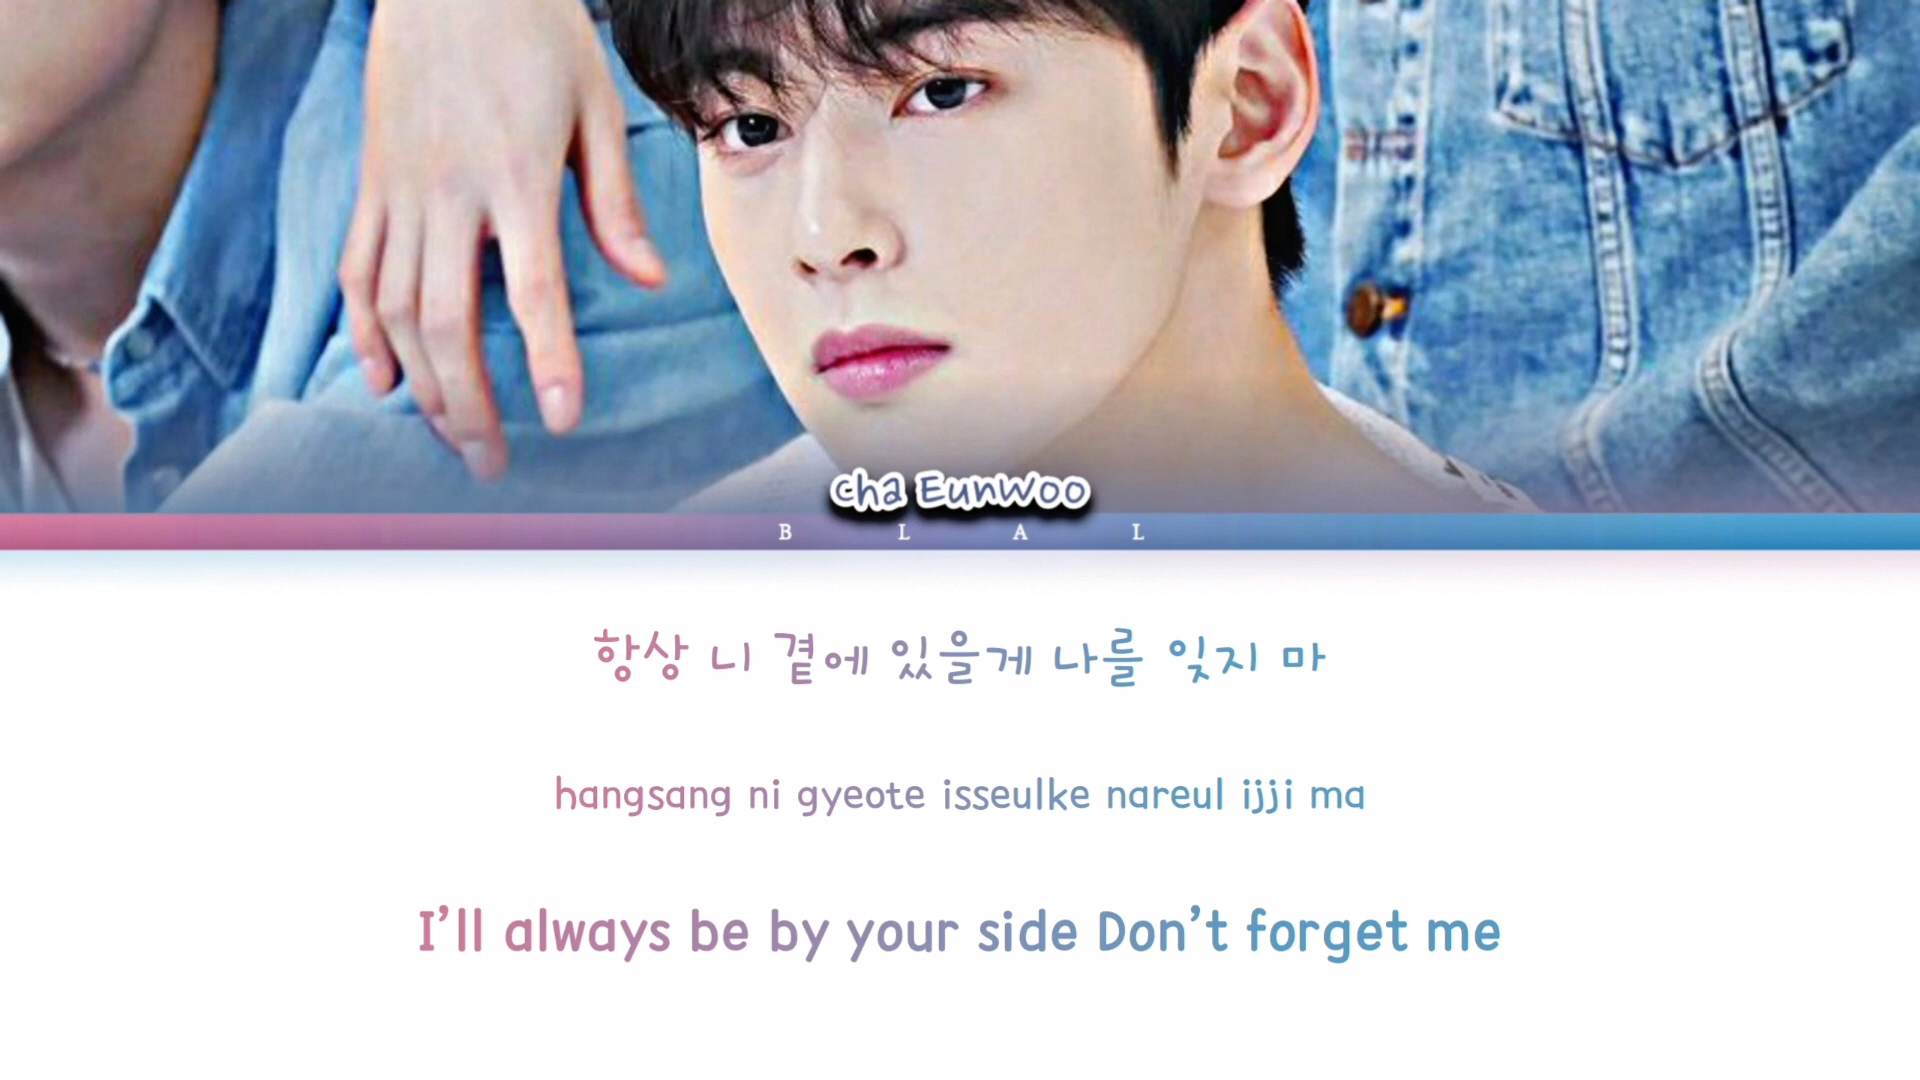 cha Eunwoo
B L A L
항상 니 곁에 있을게 나를 잊지 마
hangsang ni gyeote isseulke nareul ijji ma
I'll always be by your side Don't forget me